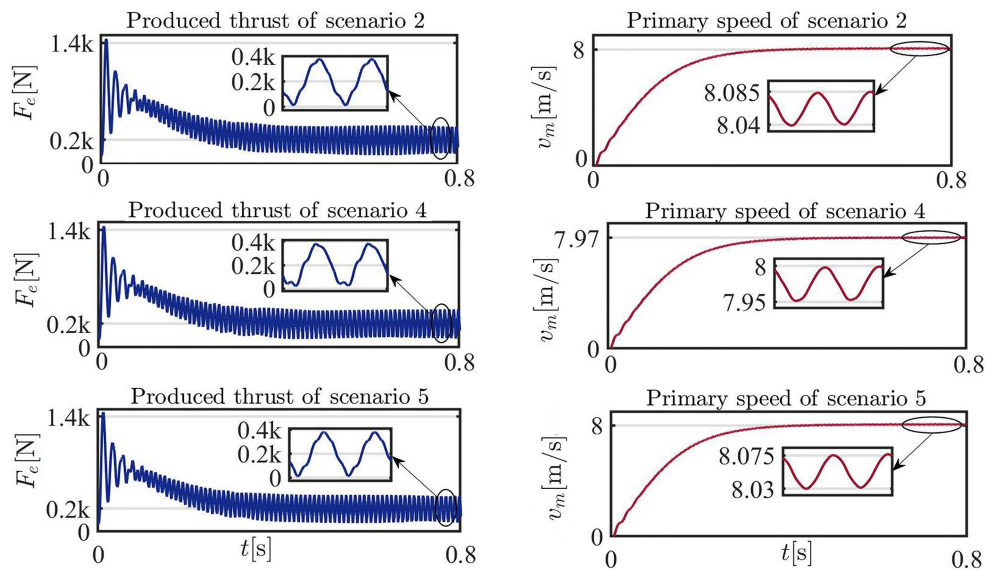 Produced thrust of scenario 2
1.4k
0.2k
0
F_e[N]
0.4k
0.2k
0
0
0.8
Primary speed of scenario 2
8
0
v_m[m/s]
8.085
8.04
0
0.8
Produced thrust of scenario 4
1.4k
0.2k
0
F_e[N]
0.4k
0.2k
0
0
0.8
Primary speed of scenario 4
7.97
0
v_m[m/s]
8
7.95
0
0.8
Produced thrust of scenario 5
1.4k
0.2k
0
F_e[N]
0.4k
0.2k
0
0
0.8
t[s]
Primary speed of scenario 5
8
0
v_m[m/s]
8.075
8.03
0
0.8
t[s]